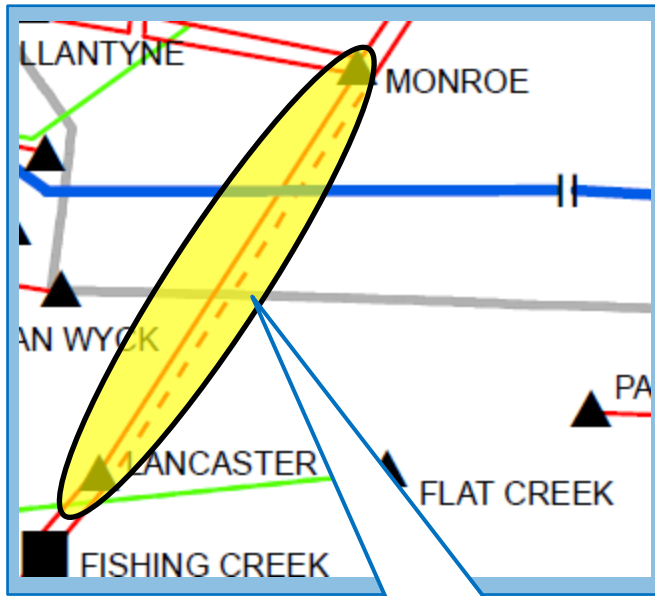 LLANTYNE
MONROE
AN WYCK
PA
LANCASTER
FLAT CREEK
FISHING CREEK